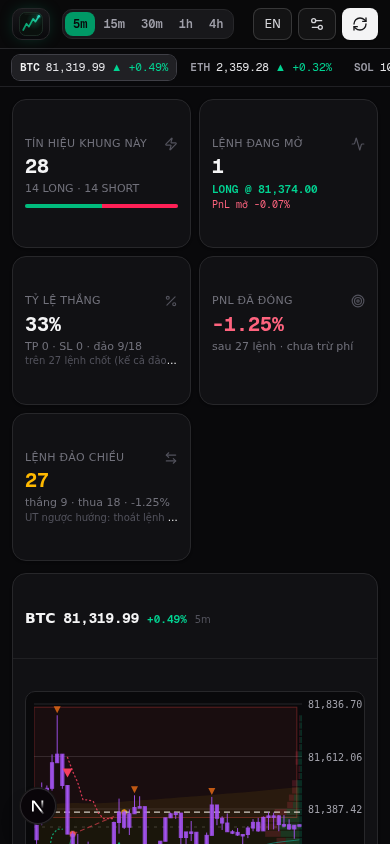 5m 15m 30m 1h 4h EN
BTC 81,319.99 ▲ +0.49% ETH 2,359.28 ▲ +0.32% SOL
TÍN HIỆU KHUNG NÀY
28
14 LONG · 14 SHORT
LỆNH ĐANG MỞ
1
LONG @ 81,374.00
PnL mở -0.07%
TỶ LỆ THẮNG
33%
TP 0 · SL 0 · đảo 9/18
trên 27 lệnh chốt (kể cả đảo...
PNL ĐÃ ĐÓNG
-1.25%
sau 27 lệnh · chưa trừ phí
LỆNH ĐẢO CHIỀU
27
thắng 9 · thua 18 · -1.25%
UT ngược hướng: thoát lệnh ...
BTC 81,319.99 +0.49% 5m
81,836.70
81,612.06
81,387.42
N